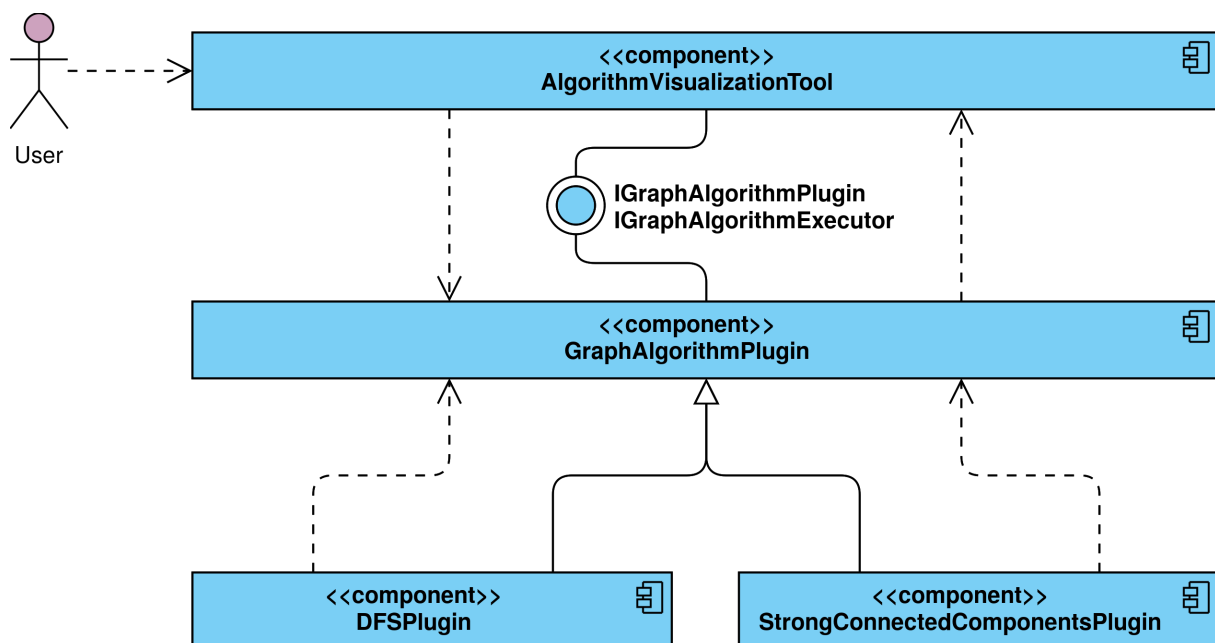 <<component>>
AlgorithmVisualizationTool
User
IGraphAlgorithmPlugin
IGraphAlgorithmExecutor
<<component>>
GraphAlgorithmPlugin
<<component>>
DFSPlugin
<<component>>
StrongConnectedComponentsPlugin